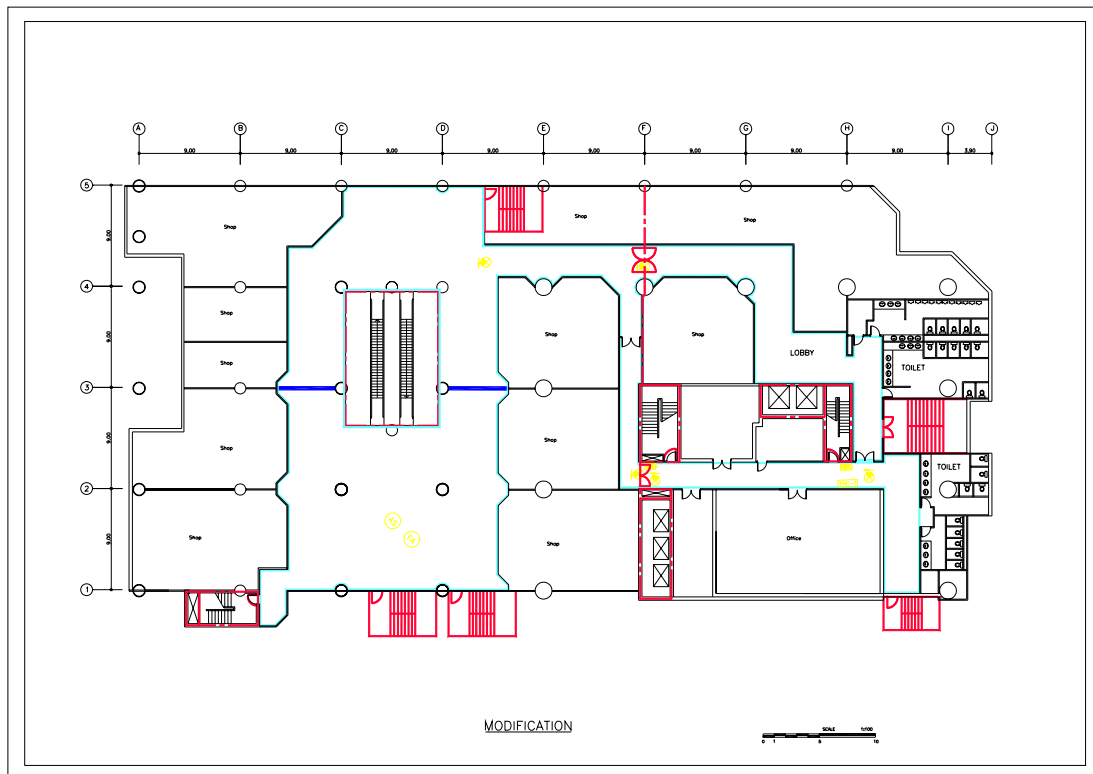 A B C D E F G H I J
9,00 9,00 9,00 9,00 9,00 9,00 9,00 9,00 3,90
5
Shop Shop Shop
9,00
4
Shop Shop Shop
9,00
LOBBY
Shop
TOILET
3
9,00
Shop Shop
TOILET
2
9,00
Shop Shop Office
1
MODIFICATION
SCALE 1:100
0 1 5 10